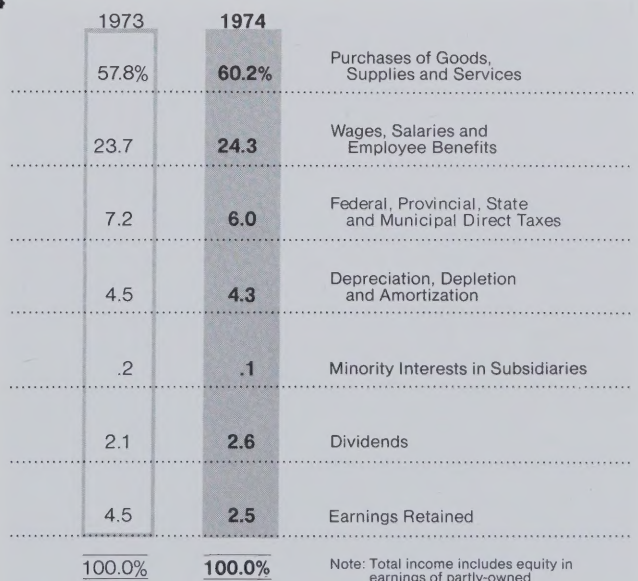 1973 1974
57.8% 60.2% Purchases of Goods,
Supplies and Services
23.7 24.3 Wages, Salaries and
Employee Benefits
7.2 6.0 Federal, Provincial, State
and Municipal Direct Taxes
4.5 4.3 Depreciation, Depletion
and Amortization
.2 .1 Minority Interests in Subsidiaries
2.1 2.6 Dividends
4.5 2.5 Earnings Retained
100.0% 100.0% Note: Total income includes equity in
earnings of partly-owned